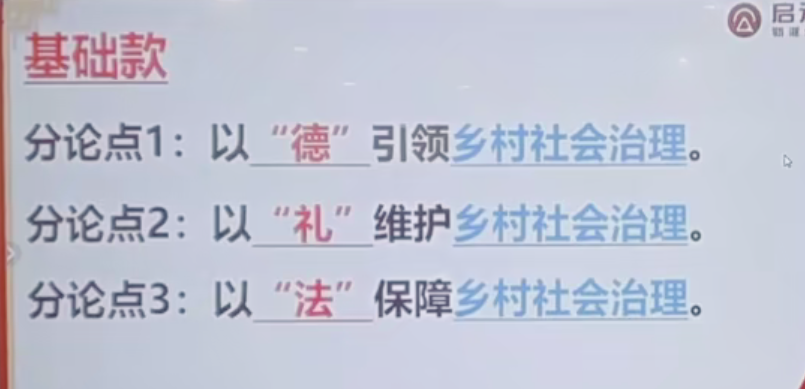 启
基础款
分论点1：以“德”引领乡村社会治理。
分论点2：以“礼”维护乡村社会治理。
分论点3：以“法”保障乡村社会治理。